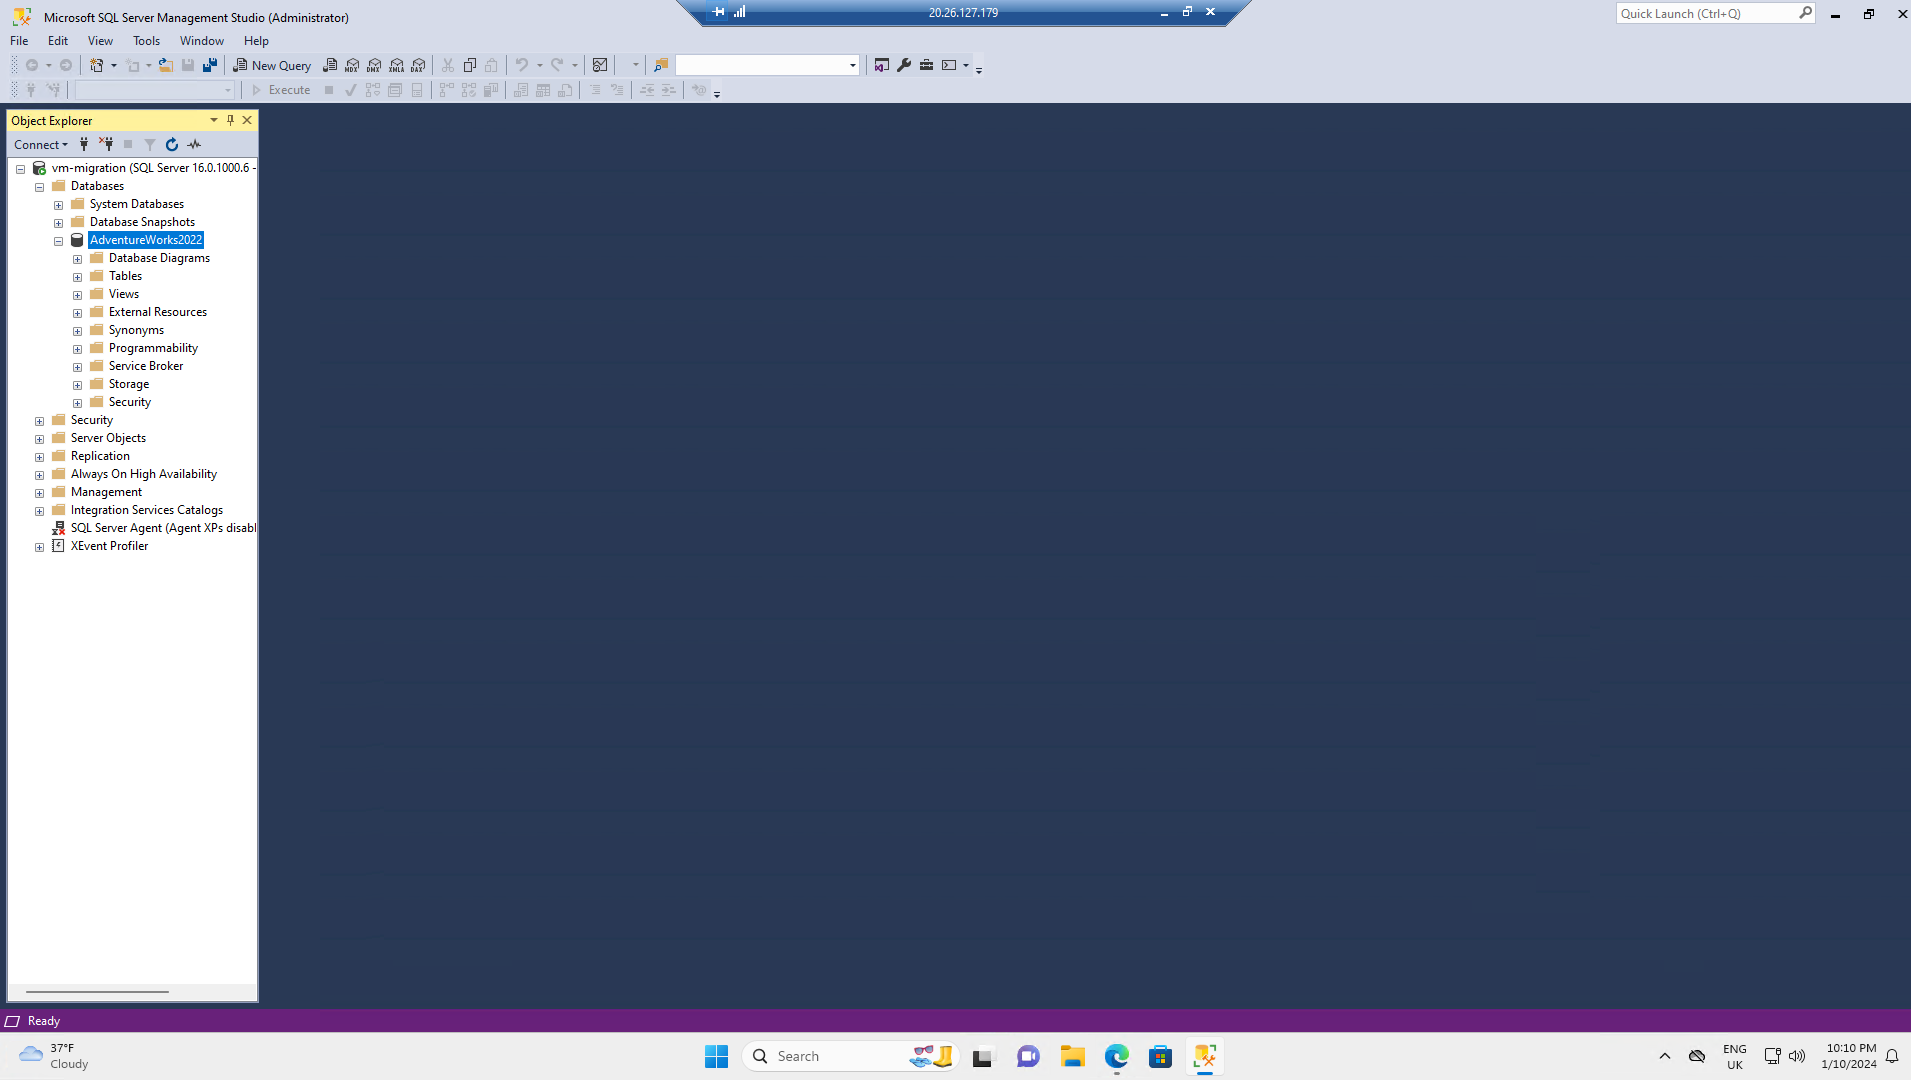 Microsoft SQL Server Management Studio (Administrator)
20.26.127.179
Quick Launch (Ctrl+Q)
File Edit View Tools Window Help
New Query
MDX DMX XMLA DAX
Execute
Object Explorer
Connect
vm-migration (SQL Server 16.0.1000.6 -
Databases
System Databases
Database Snapshots
AdventureWorks2022
Database Diagrams
Tables
Views
External Resources
Synonyms
Programmability
Service Broker
Storage
Security
Security
Server Objects
Replication
Always On High Availability
Management
Integration Services Catalogs
SQL Server Agent (Agent XPs disabl
XEvent Profiler
Ready
37°F
Cloudy
Search
ENG
UK
10:10 PM
1/10/2024